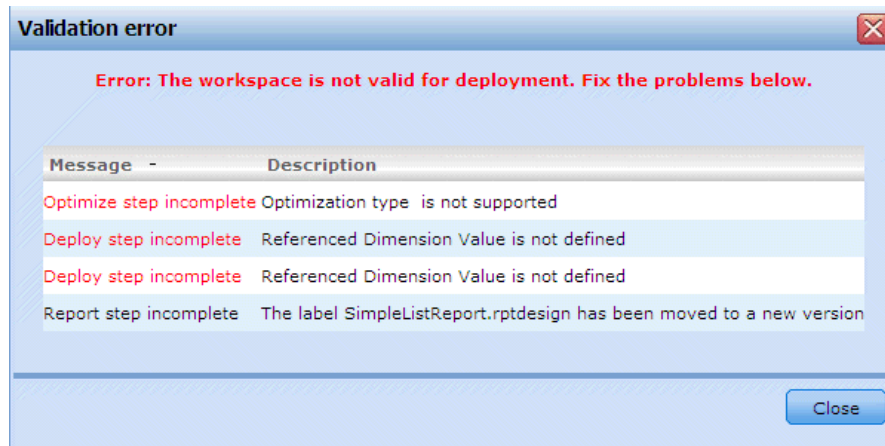 Validation error
Error: The workspace is not valid for deployment. Fix the problems below.
Message - Description
Optimize step incomplete Optimization type is not supported
Deploy step incomplete Referenced Dimension Value is not defined
Deploy step incomplete Referenced Dimension Value is not defined
Report step incomplete The label SimpleListReport.rptdesign has been moved to a new version
Close